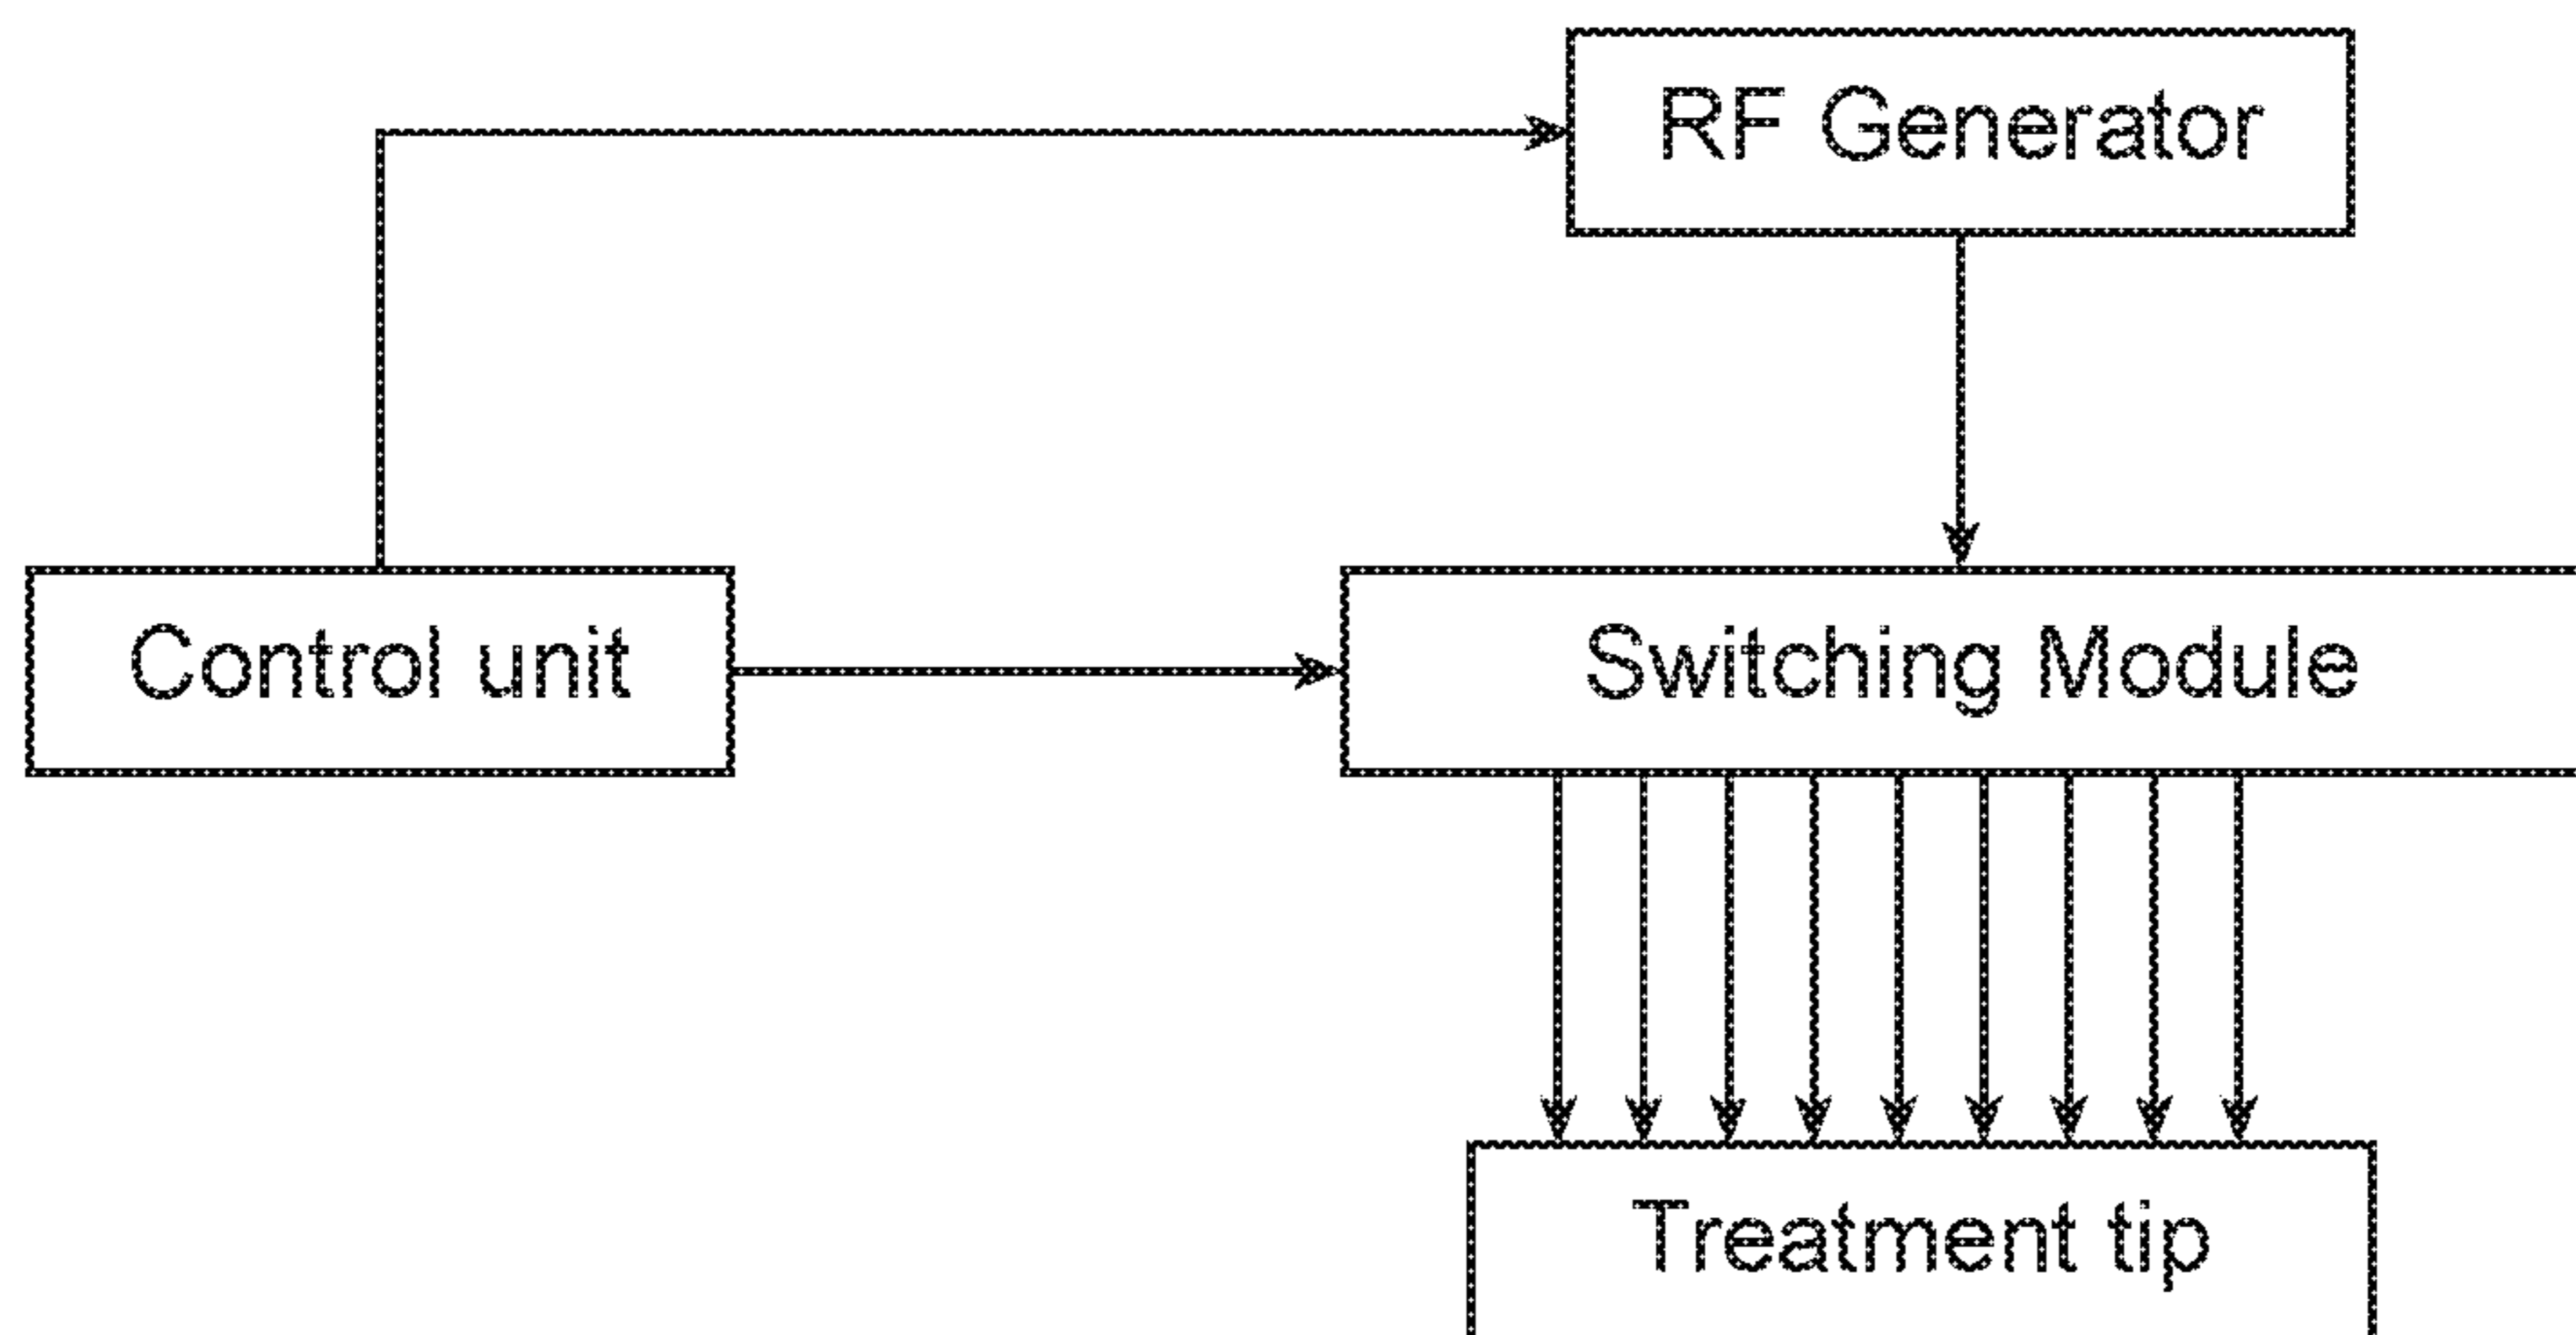 RF Generator
Control unit
Switching Module
Treatment tip